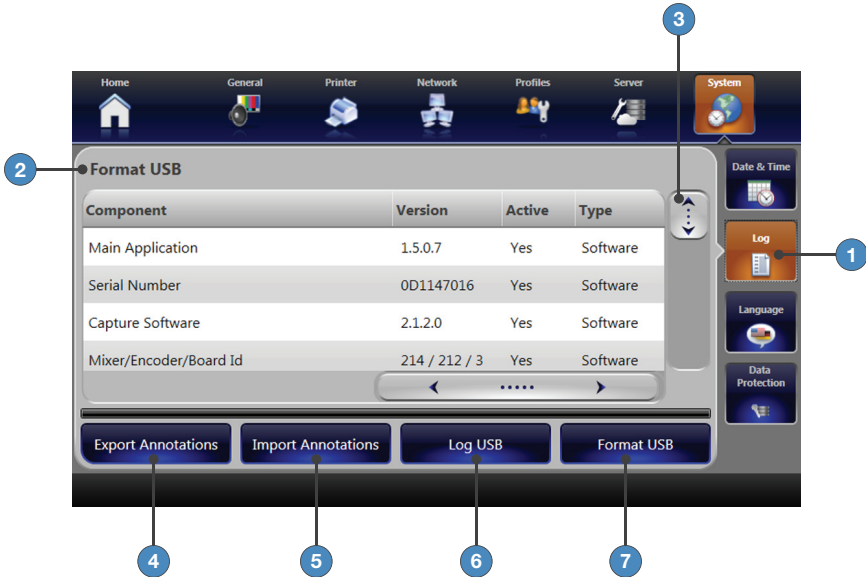 3
Home General Printer Network Profiles Server System
2
Format USB
Date & Time
Component Version Active Type
Main Application 1.5.0.7 Yes Software
Log
1
Serial Number 0D1147016 Yes Software
Capture Software 2.1.2.0 Yes Software
Language
Mixer/Encoder/Board Id 214 / 212 / 3 Yes Software
Data
Protection
Export Annotations Import Annotations Log USB Format USB
4 5 6 7